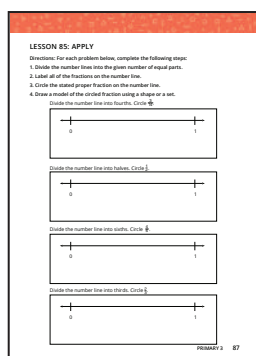 LESSON 85: APPLY
Directions: For each problem below, complete the following steps:
1. Divide the number lines into the given number of equal parts.
2. Label all of the fractions on the number line.
3. Circle the stated proper fraction on the number line.
4. Draw a model of the circled fraction using a shape or a set.
Divide the number line into fourths. Circle
0 1
Divide the number line into halves. Circle
0 1
Divide the number line into sixths. Circle
0 1
Divide the number line into thirds. Circle
0 1
PRIMARY 3 87